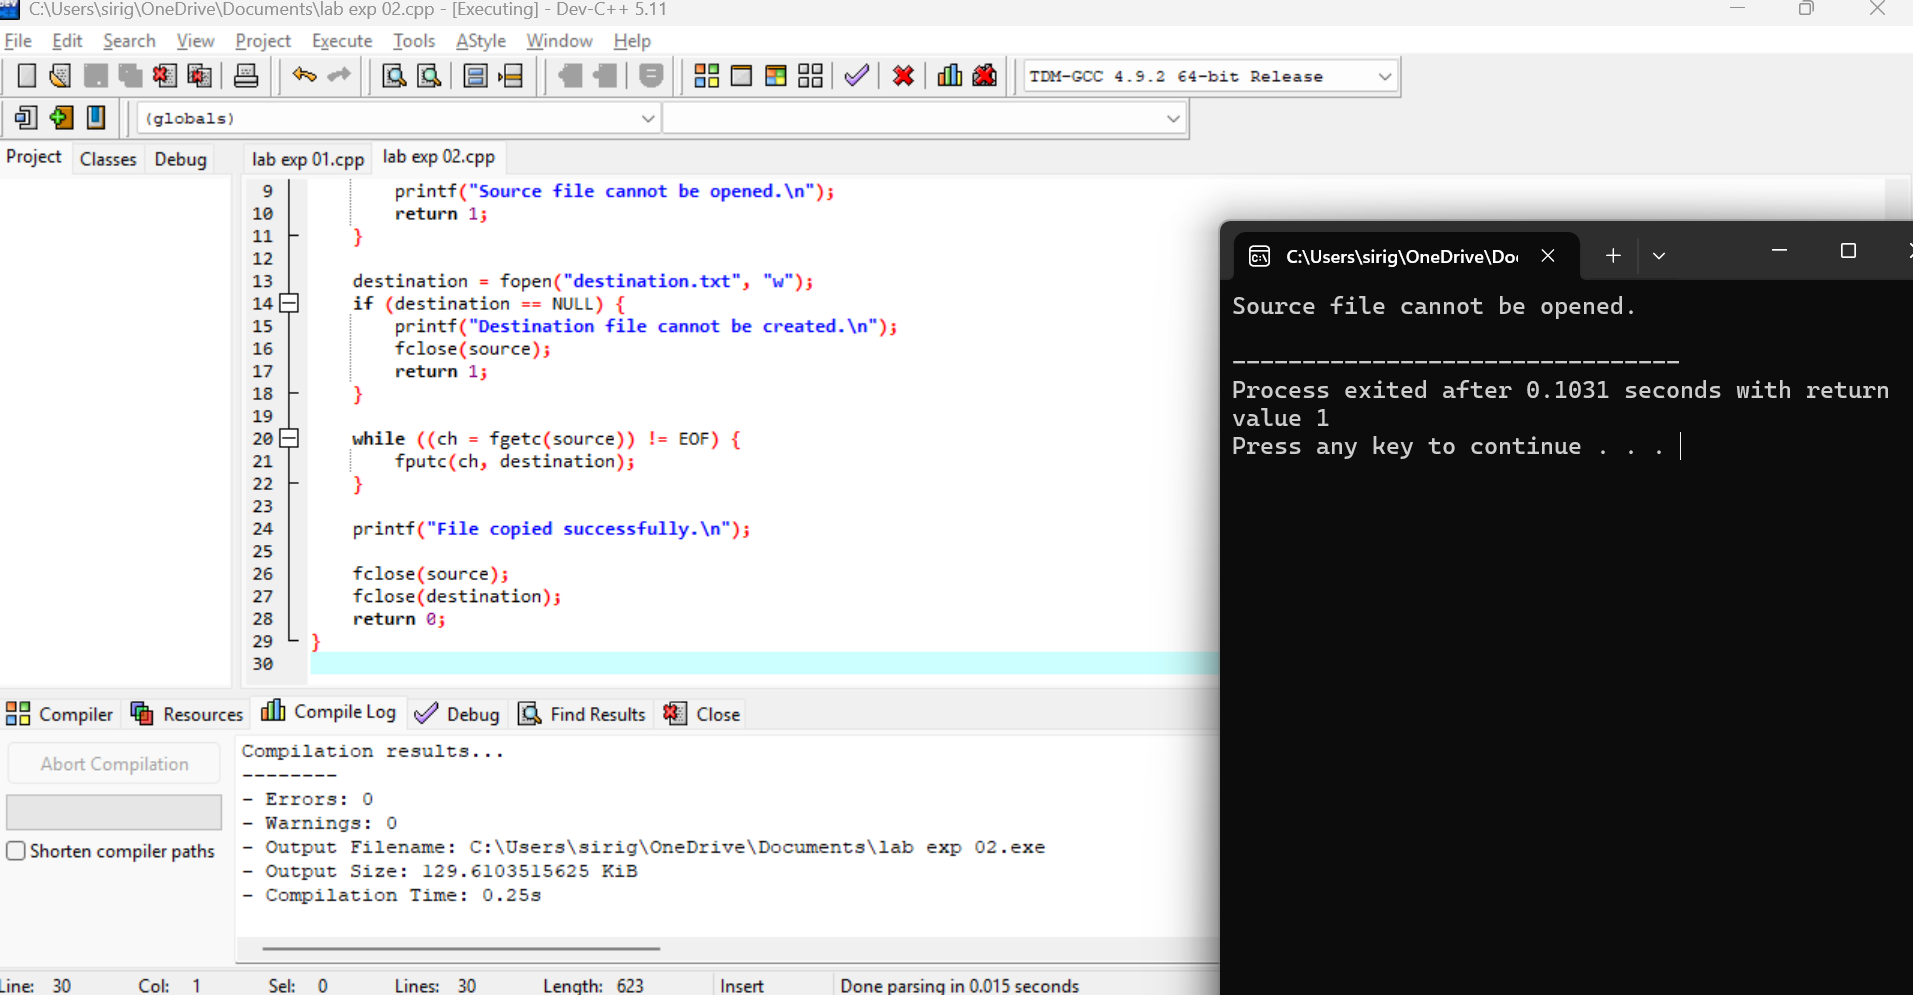 C:\Users\sirig\OneDrive\Documents\lab exp 02.cpp - [Executing] - Dev-C++ 5.11
File Edit Search View Project Execute Tools AStyle Window Help
TDM-GCC 4.9.2 64-bit Release
(globals)
Project Classes Debug
lab exp 01.cpp lab exp 02.cpp
9 printf("Source file cannot be opened.\n");
10 return 1;
11 }
12
13 destination = fopen("destination.txt", "w");
14 if (destination == NULL) {
15 printf("Destination file cannot be created.\n");
16 fclose(source);
17 return 1;
18 }
19
20 while ((ch = fgetc(source)) != EOF) {
21 fputc(ch, destination);
22 }
23
24 printf("File copied successfully.\n");
25
26 fclose(source);
27 fclose(destination);
28 return 0;
29 }
30
C:\Users\sirig\OneDrive\Do
Source file cannot be opened.
--------------------------------
Process exited after 0.1031 seconds with return
value 1
Press any key to continue . . .
Compiler Resources Compile Log Debug Find Results Close
Abort Compilation
Shorten compiler paths
Compilation results...
--------
- Errors: 0
- Warnings: 0
- Output Filename: C:\Users\sirig\OneDrive\Documents\lab exp 02.exe
- Output Size: 129.6103515625 KiB
- Compilation Time: 0.25s
Line: 30 Col: 1 Sel: 0 Lines: 30 Length: 623 Insert Done parsing in 0.015 seconds